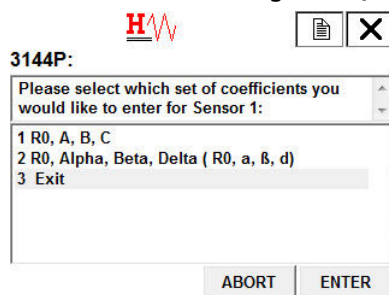 H
3144P:
Please select which set of coefficients you
would like to enter for Sensor 1:
1 R0, A, B, C
2 R0, Alpha, Beta, Delta ( R0, a, ß, d)
3 Exit
ABORT ENTER